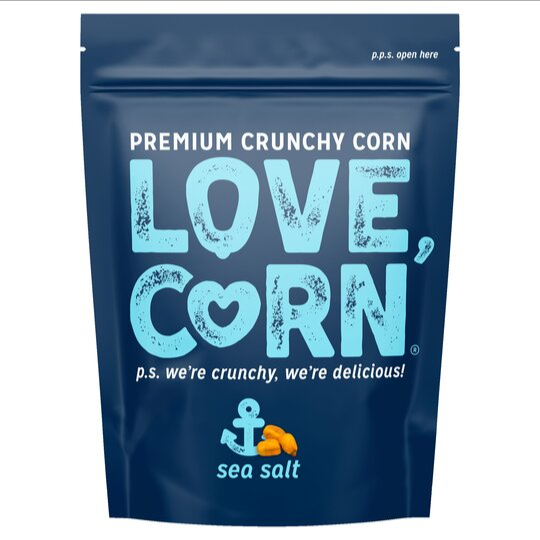 p.p.s. open here
PREMIUM CRUNCHY CORN
LOVE,
CORN®
p.s. we're crunchy, we're delicious!
sea salt